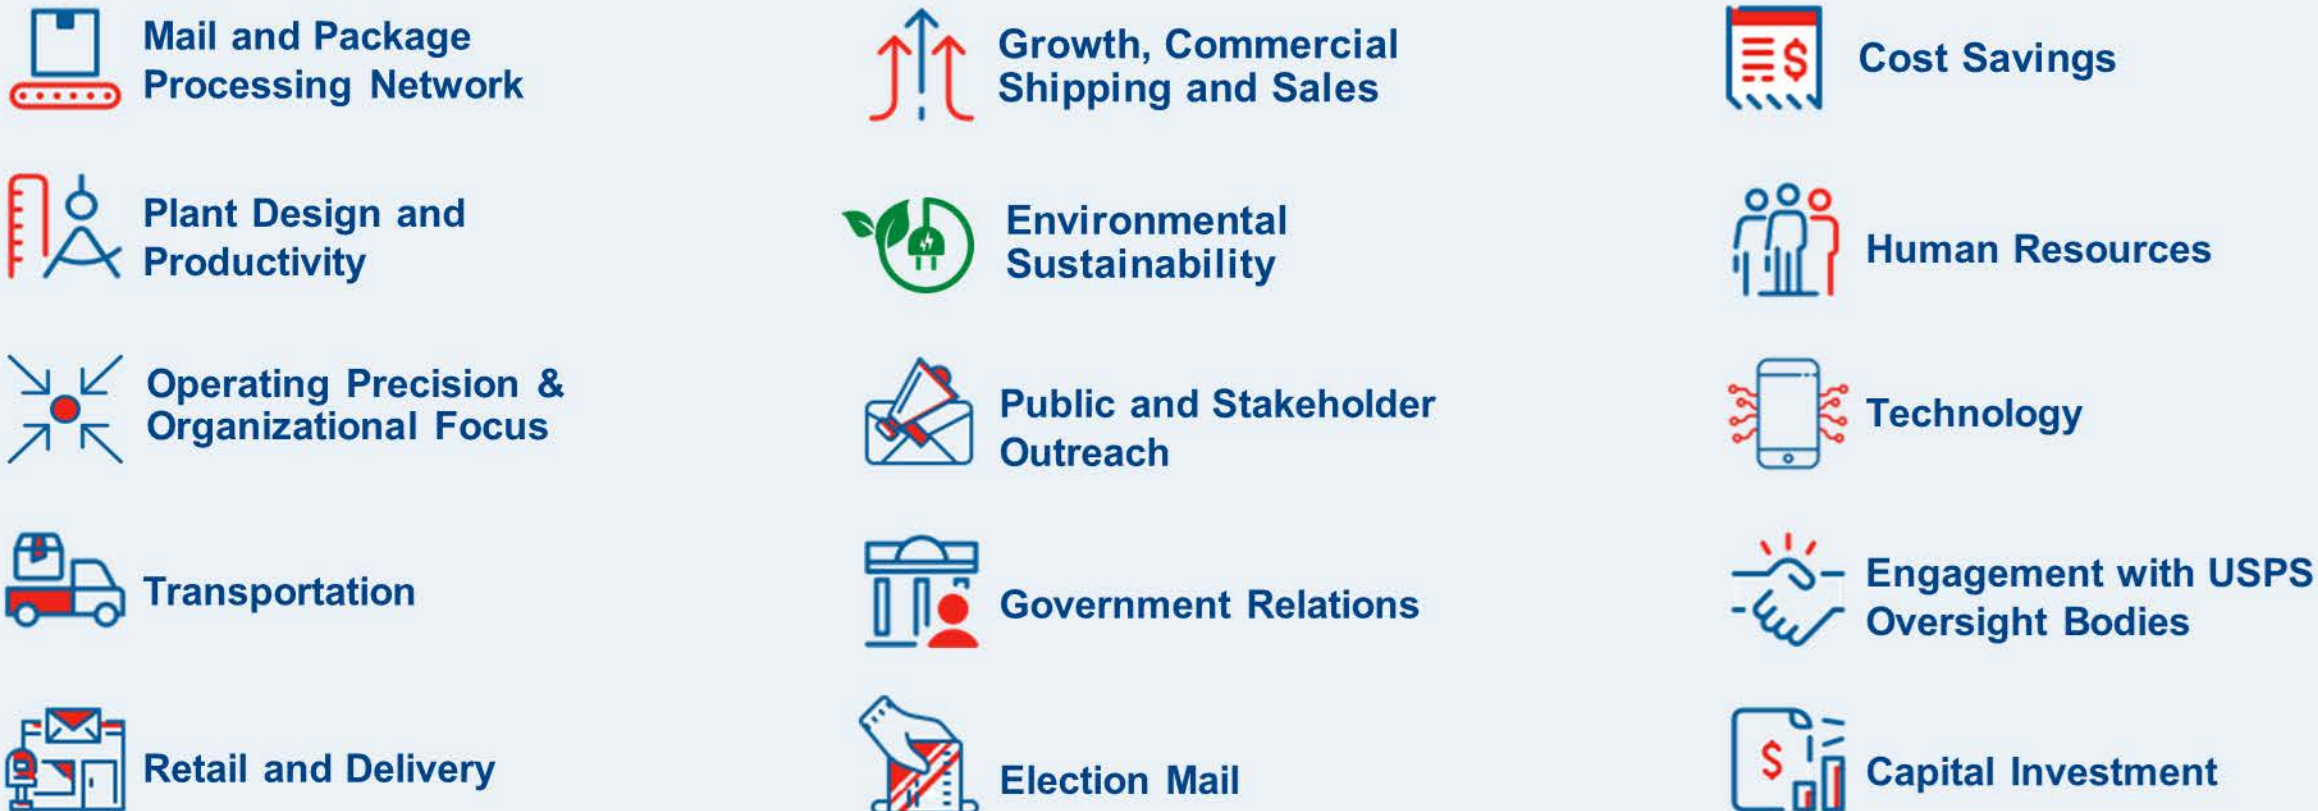 Mail and Package
Processing Network
Plant Design and
Productivity
Operating Precision &
Organizational Focus
Transportation
Retail and Delivery
Growth, Commercial
Shipping and Sales
Environmental
Sustainability
Public and Stakeholder
Outreach
Government Relations
Election Mail
$
Cost Savings
Human Resources
Technology
Engagement with USPS
Oversight Bodies
$
Capital Investment